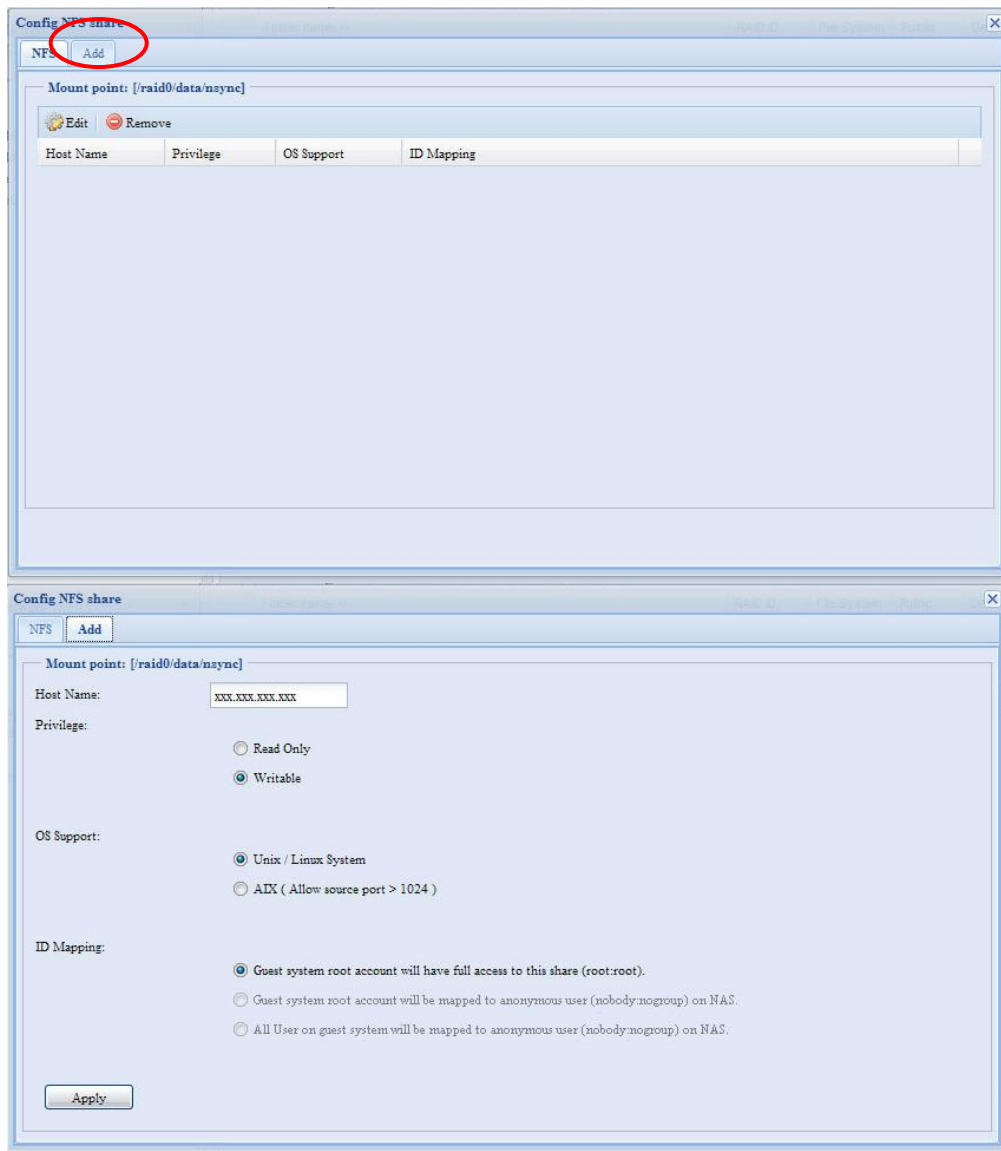 Config NFS share
NFS Add
Mount point: [/raid0/data/nsync]
Edit Remove
Host Name Privilege OS Support ID Mapping
Config NFS share
NFS Add
Mount point: [/raid0/data/nsync]
Host Name: xxx.xxx.xxx.xxx
Privilege:
Read Only
Writable
OS Support:
Unix / Linux System
AIX ( Allow source port > 1024 )
ID Mapping:
Guest system root account will have full access to this share (root:root).
Guest system root account will be mapped to anonymous user (nobody:nogroup) on NAS.
All User on guest system will be mapped to anonymous user (nobody:nogroup) on NAS.
Apply